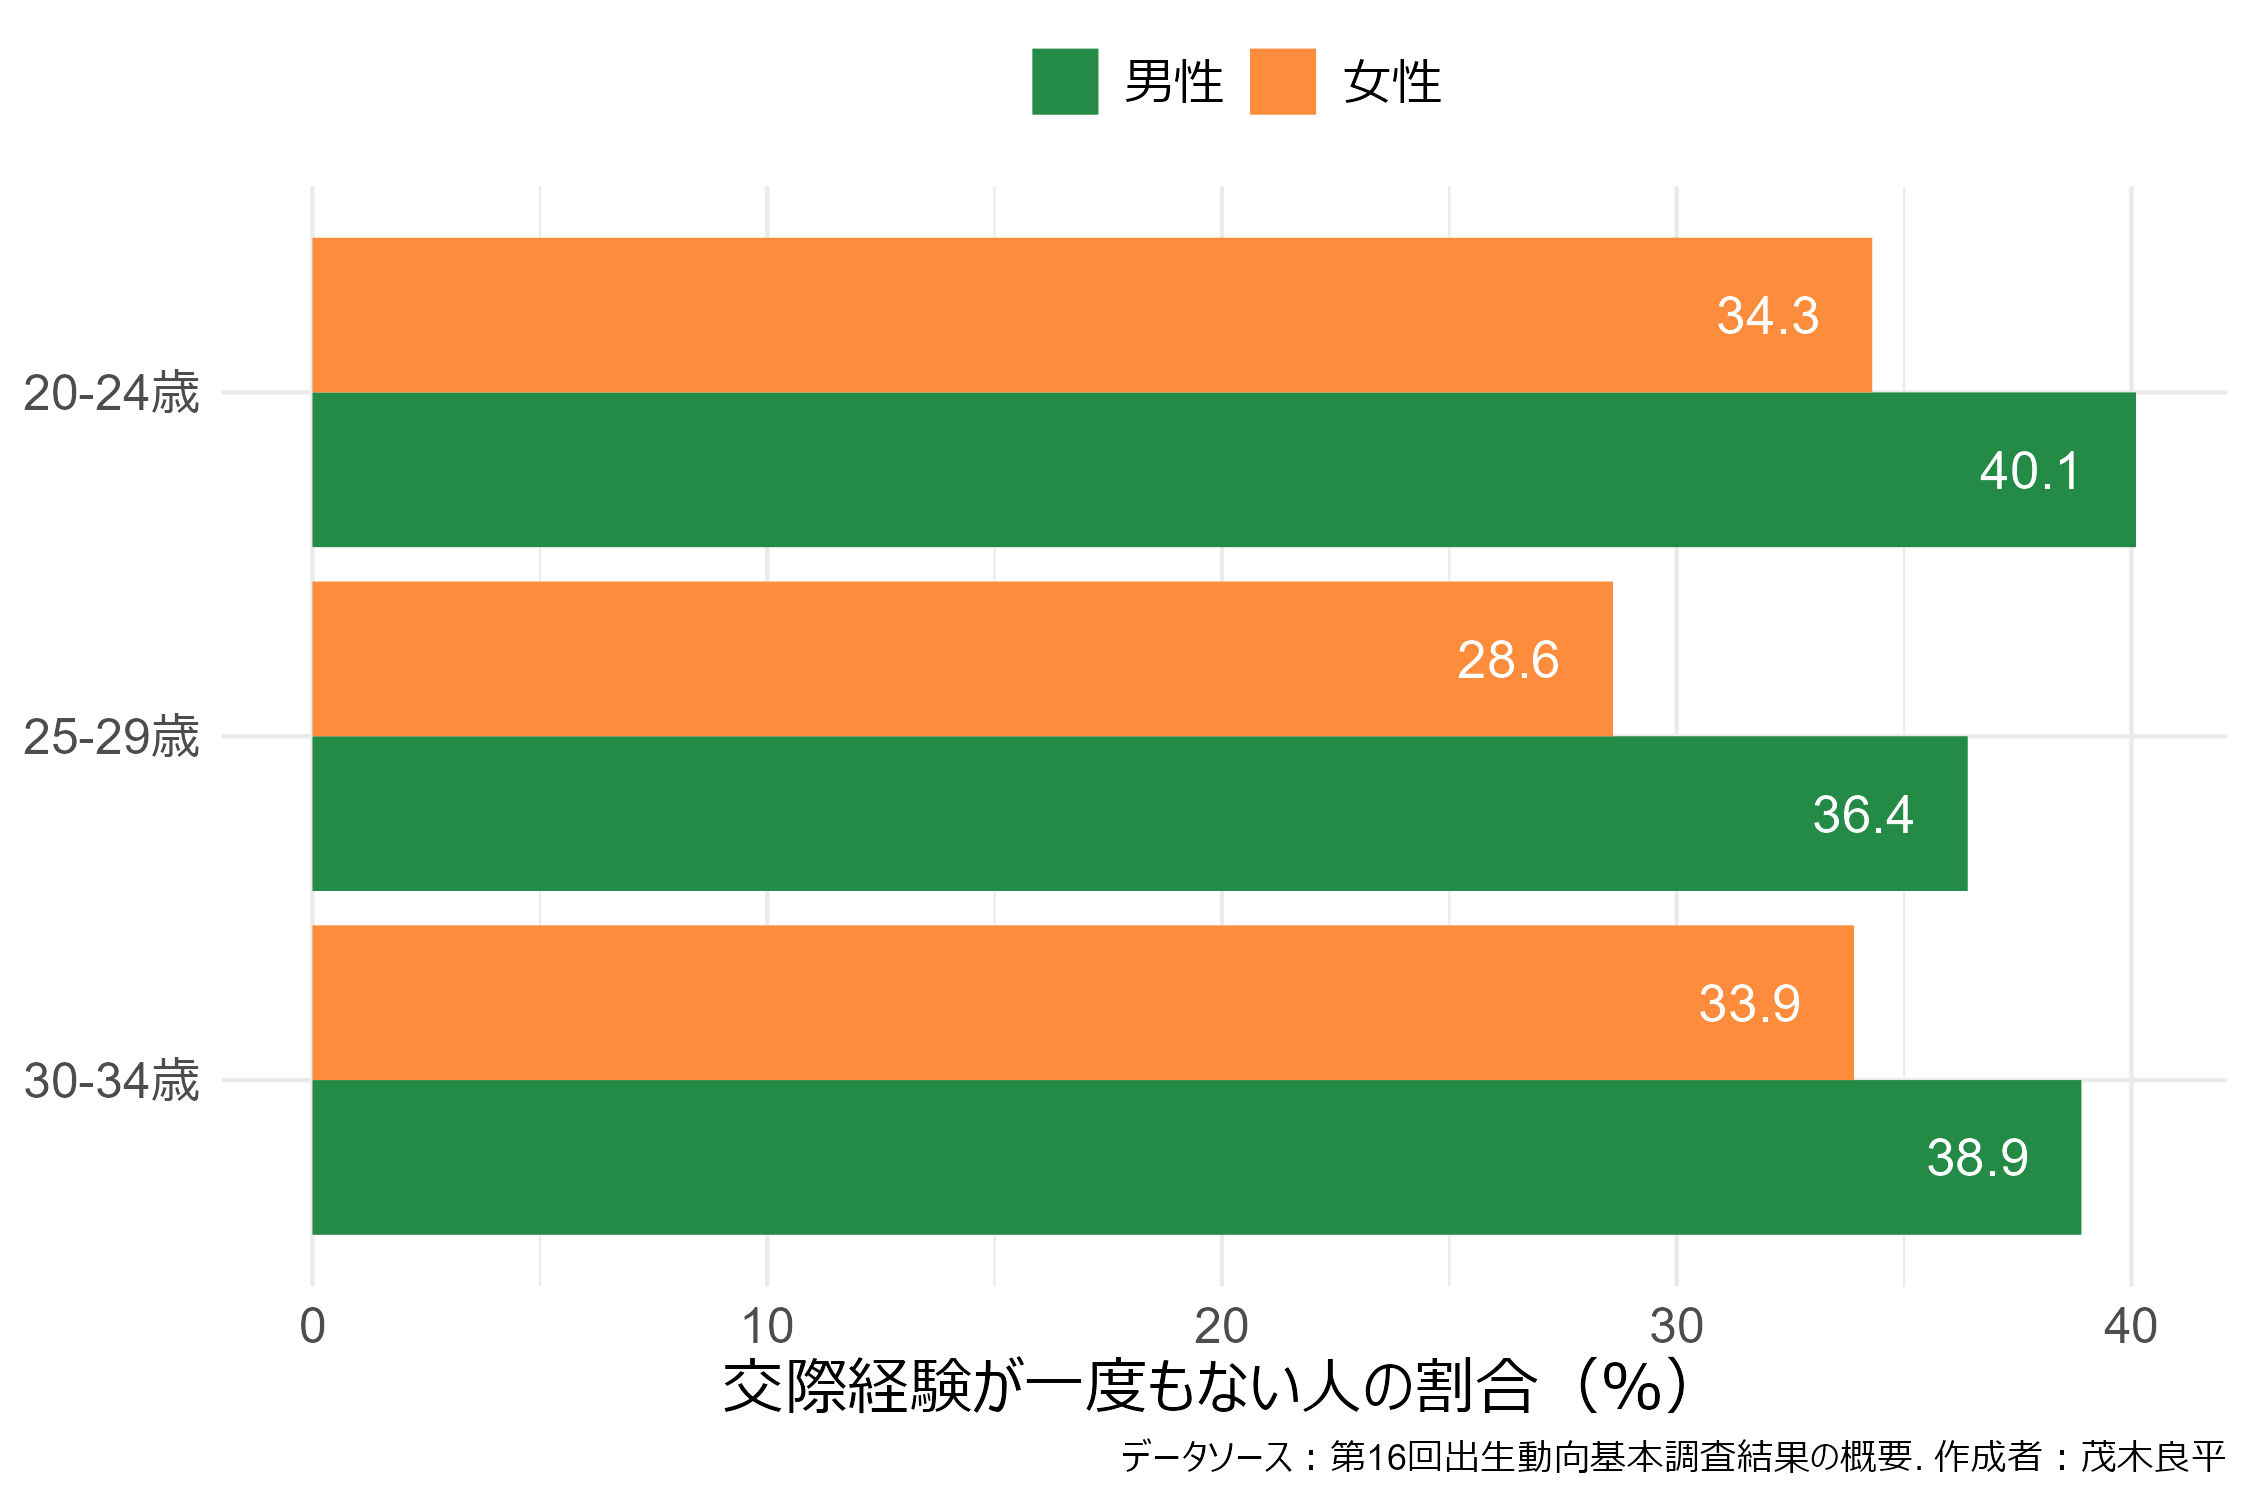 男性 女性
20-24歳
34.3
40.1
25-29歳
28.6
36.4
30-34歳
33.9
38.9
0 10 20 30 40
交際経験が一度もない人の割合（%）
データソース：第16回出生動向基本調査結果の概要. 作成者：茂木良平